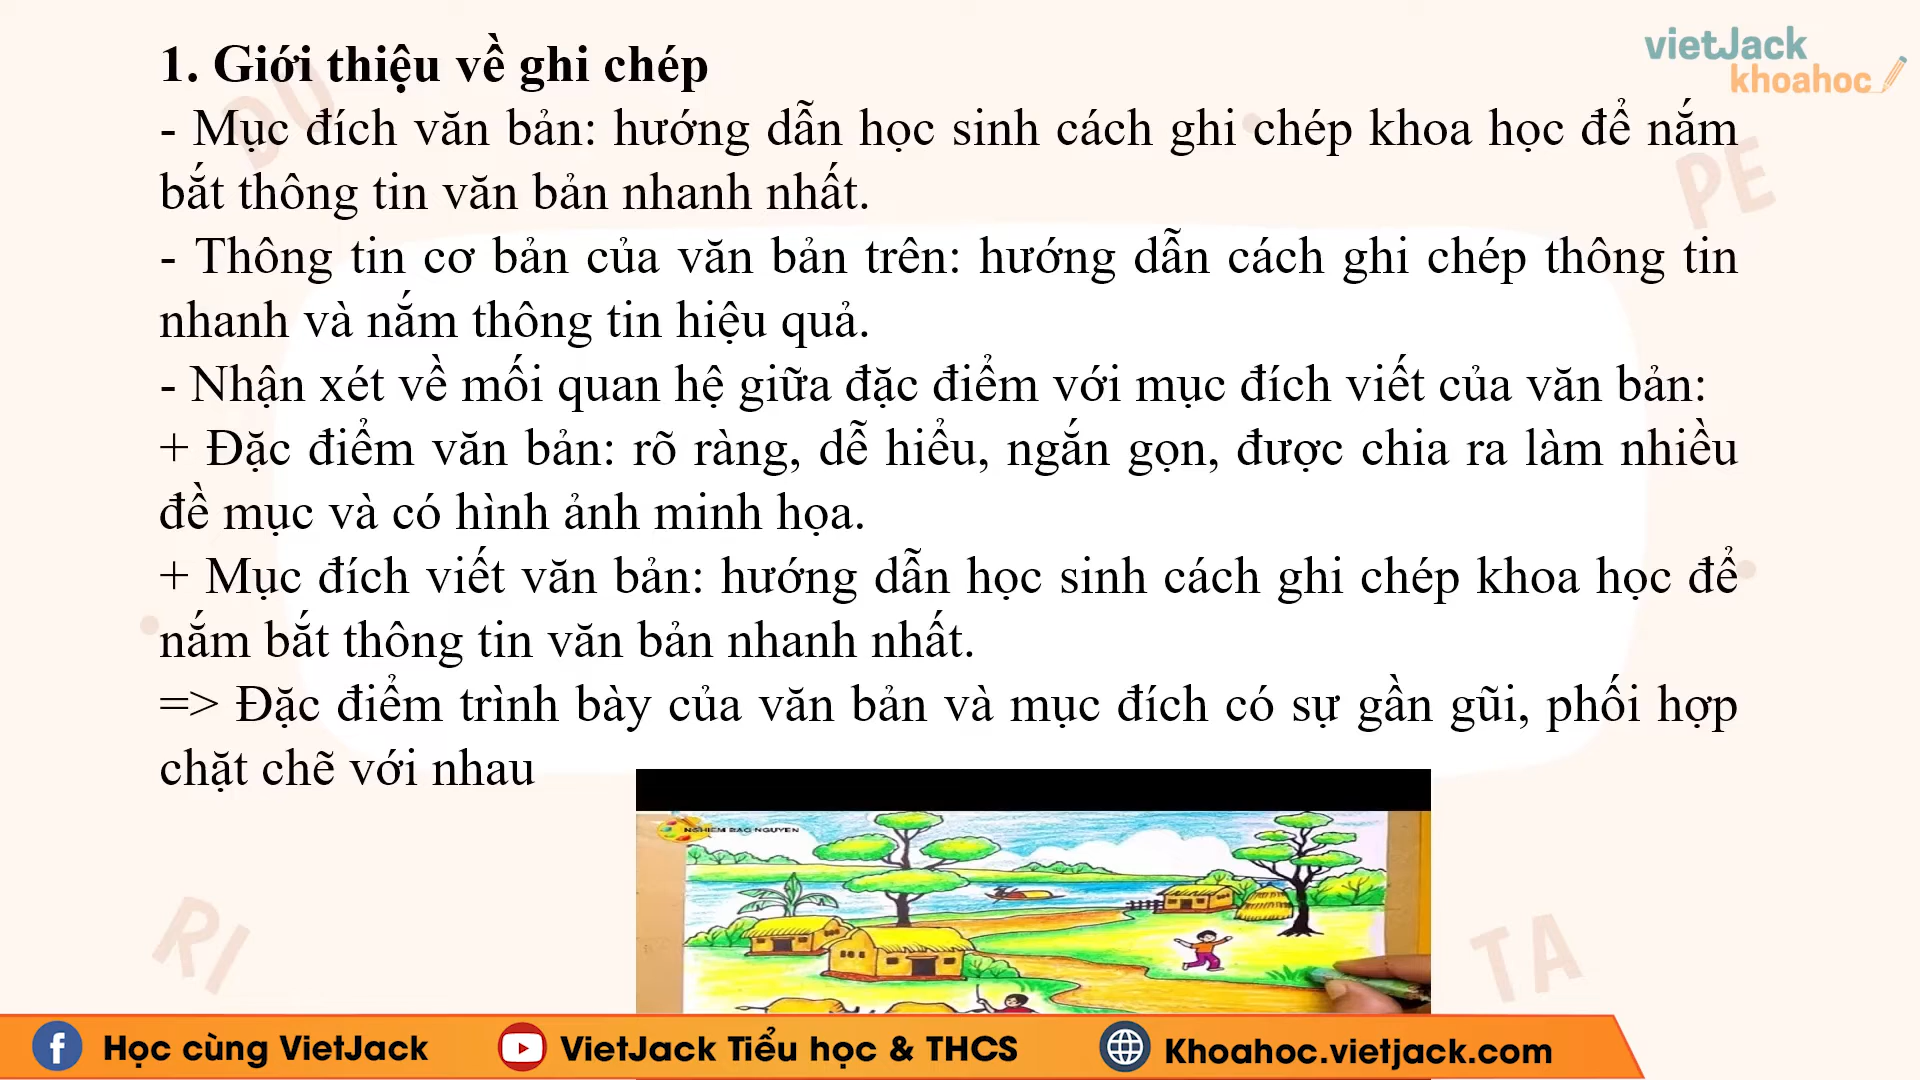 vietJack
khoahoc
1. Giới thiệu về ghi chép
- Mục đích văn bản: hướng dẫn học sinh cách ghi chép khoa học để nắm
bắt thông tin văn bản nhanh nhất.
- Thông tin cơ bản của văn bản trên: hướng dẫn cách ghi chép thông tin
nhanh và nắm thông tin hiệu quả.
- Nhận xét về mối quan hệ giữa đặc điểm với mục đích viết của văn bản:
+ Đặc điểm văn bản: rõ ràng, dễ hiểu, ngắn gọn, được chia ra làm nhiều
đề mục và có hình ảnh minh họa.
+ Mục đích viết văn bản: hướng dẫn học sinh cách ghi chép khoa học để
nắm bắt thông tin văn bản nhanh nhất.
=> Đặc điểm trình bày của văn bản và mục đích có sự gần gũi, phối hợp
chặt chẽ với nhau
DU
PE
RI
TA
NGHIEM BAC NGUYEN
Học cùng VietJack
VietJack Tiểu học & THCS
Khoahoc.vietjack.com